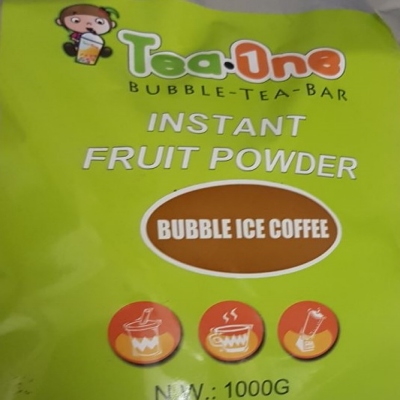 Tea·One
BUBBLE-TEA-BAR
INSTANT
FRUIT POWDER
BUBBLE ICE COFFEE
N.W.: 1000G